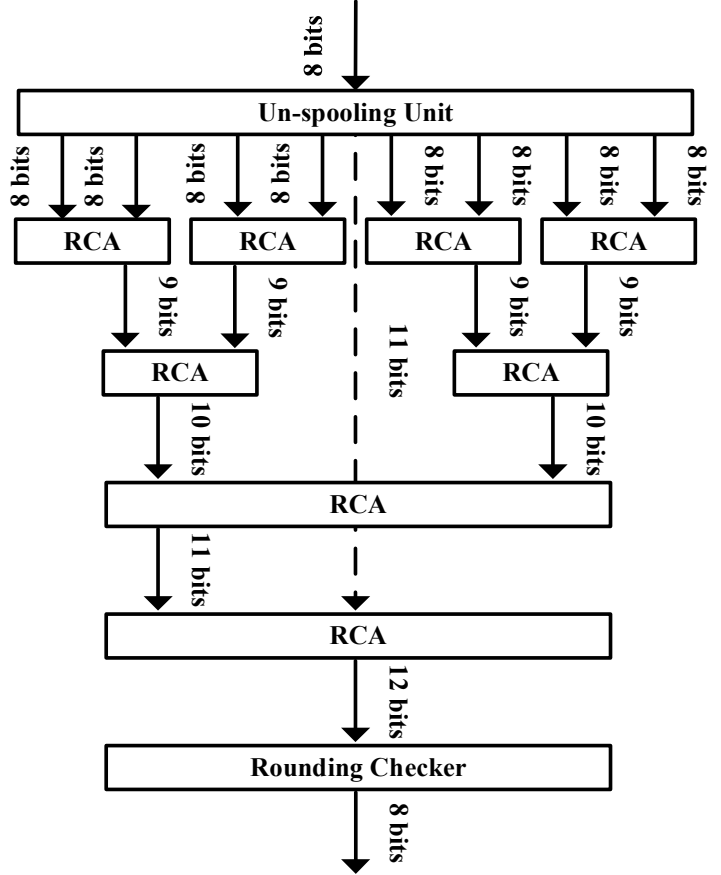 8 bits
Un-spooling Unit
8 bits
8 bits
8 bits
8 bits
8 bits
8 bits
8 bits
8 bits
RCA
RCA
RCA
RCA
9 bits
9 bits
9 bits
9 bits
11 bits
RCA
RCA
10 bits
10 bits
RCA
11 bits
RCA
12 bits
Rounding Checker
8 bits